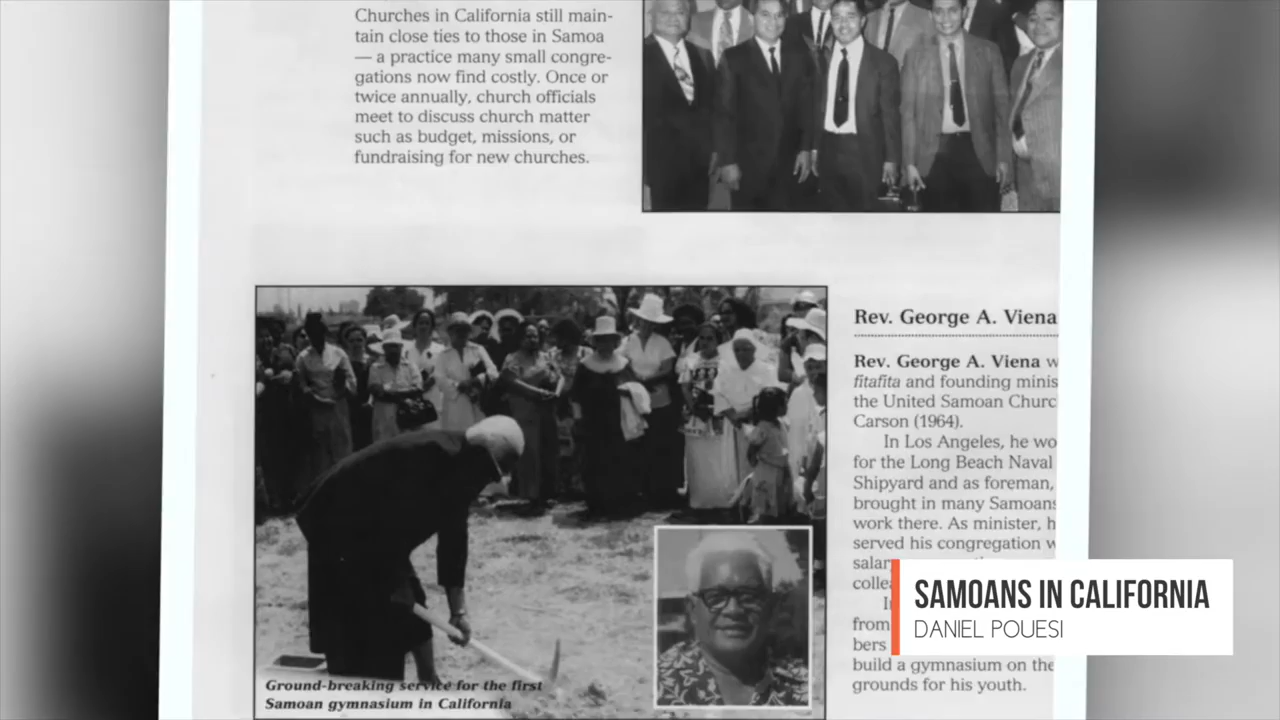 Churches in California still main-
tain close ties to those in Samoa
— a practice many small congre-
gations now find costly. Once or
twice annually, church officials
meet to discuss church matter
such as budget, missions, or
fundraising for new churches.
Ground-breaking service for the first
Samoan gymnasium in California
Rev. George A. Viena
Rev. George A. Viena w
fitafita and founding minis
the United Samoan Churc
Carson (1964).
In Los Angeles, he wo
for the Long Beach Naval
Shipyard and as foreman,
brought in many Samoans
work there. As minister, h
served his congregation w
salar
colle
I
from
bers
build a gymnasium on the
grounds for his youth.
SAMOANS IN CALIFORNIA
DANIEL POUESI